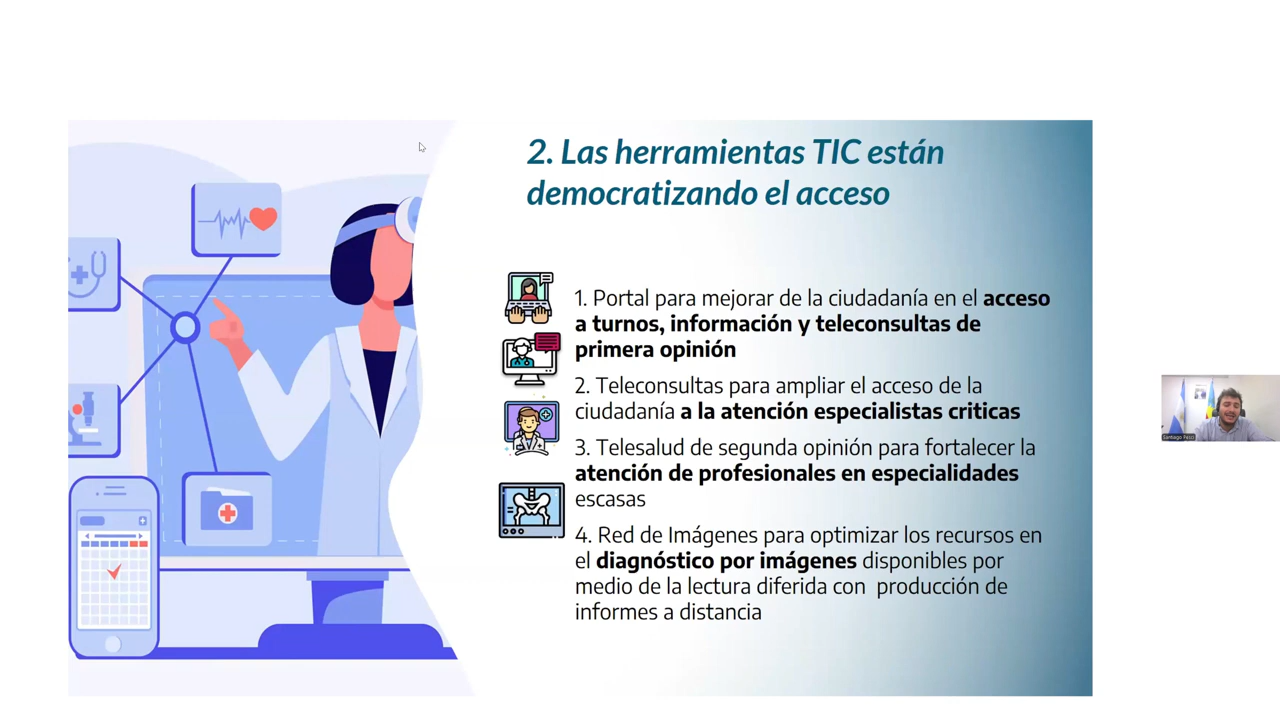 2. Las herramientas TIC están
democratizando el acceso
1. Portal para mejorar de la ciudadanía en el acceso
a turnos, información y teleconsultas de
primera opinión
2. Teleconsultas para ampliar el acceso de la
ciudadanía a la atención especialistas criticas
3. Telesalud de segunda opinión para fortalecer la
atención de profesionales en especialidades
escasas
4. Red de Imágenes para optimizar los recursos en
el diagnóstico por imágenes disponibles por
medio de la lectura diferida con producción de
informes a distancia